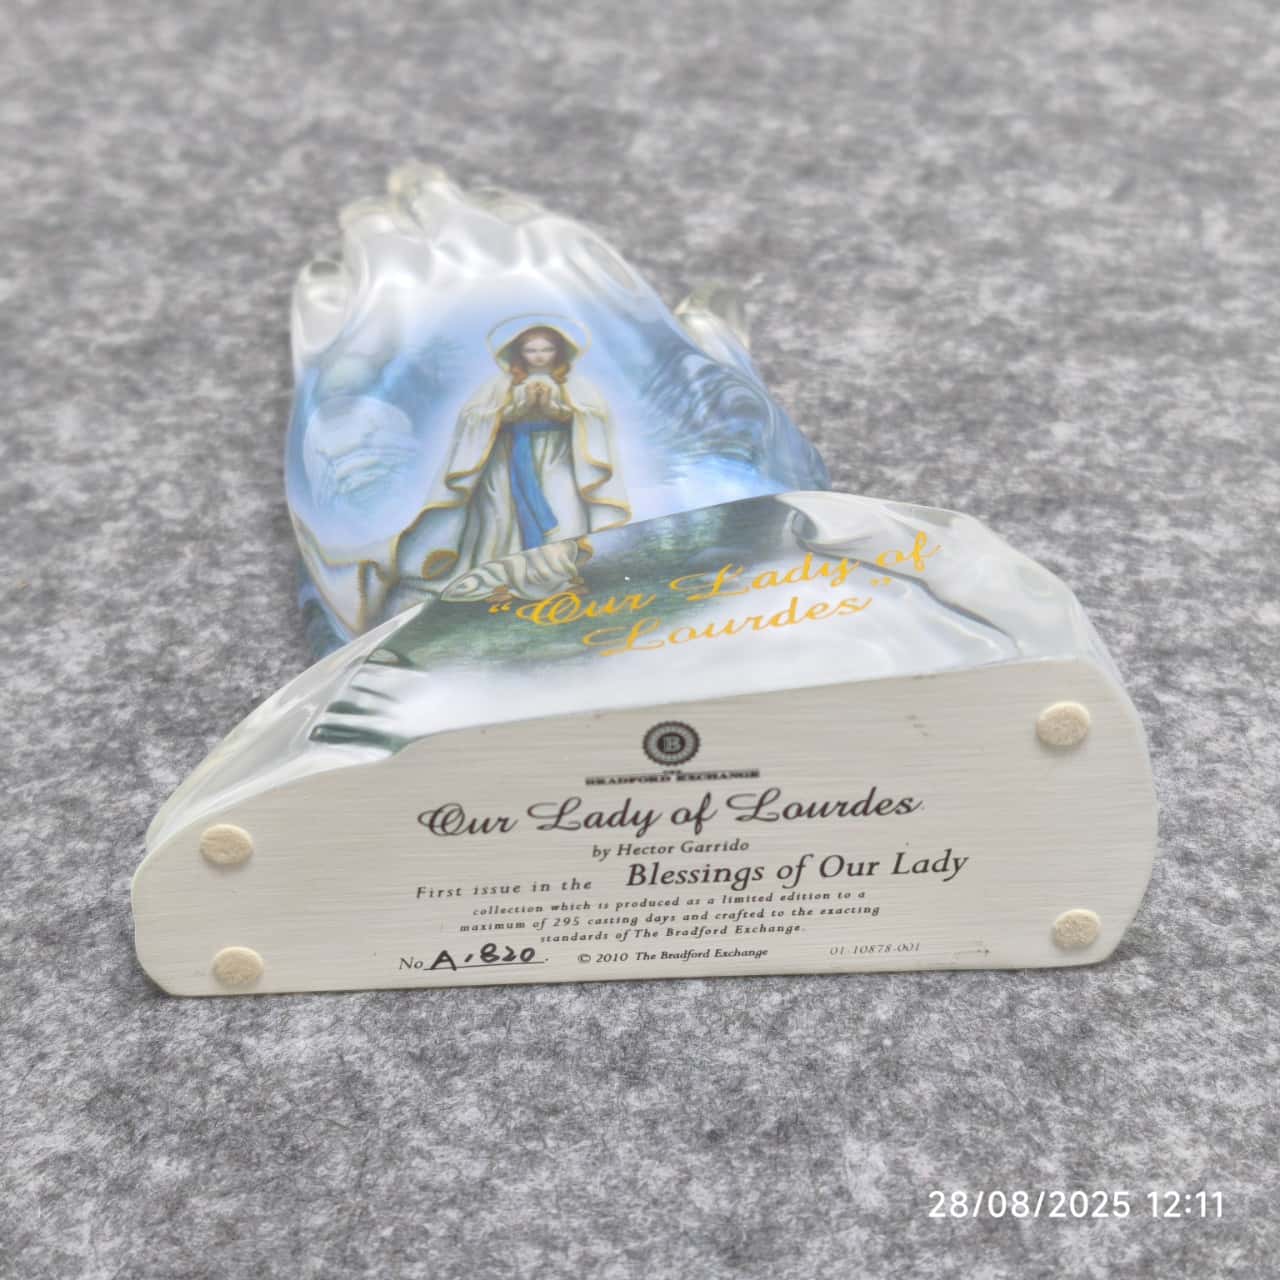 “Our Lady of
Lourdes”
B
THE
BRADFORD EXCHANGE
Our Lady of Lourdes
by Hector Garrido
First issue in the Blessings of Our Lady
collection which is produced as a limited edition to a
maximum of 295 casting days and crafted to the exacting
standards of The Bradford Exchange.
No A.820. © 2010 The Bradford Exchange 01-10878-001
28/08/2025 12:11